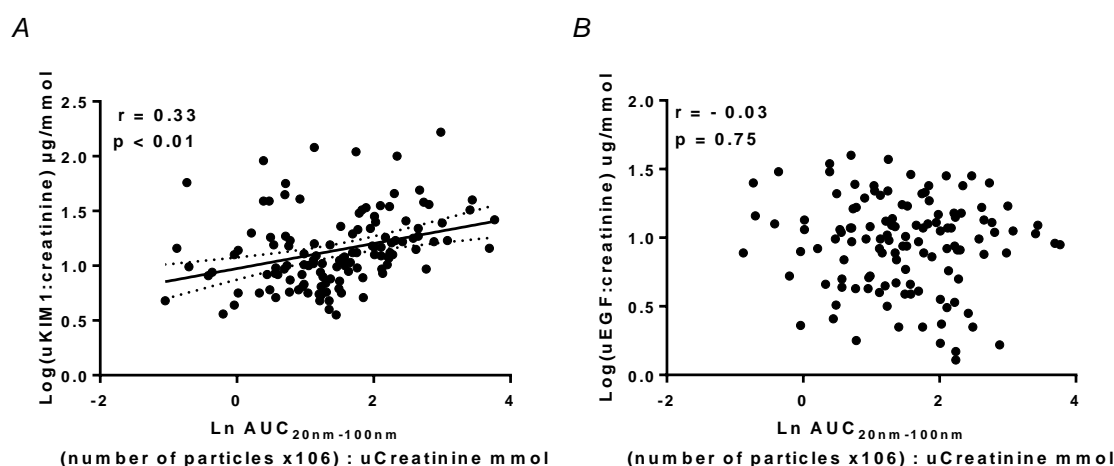 A
Log(uKIM1:creatinine) µg/mmol
2.5
2.0
1.5
1.0
0.5
0.0
r = 0.33
p < 0.01
-2
0
2
4
Ln AUC20nm-100nm
(number of particles x106) : uCreatinine mmol
B
Log(uEGF:creatinine) ug/mmol
2.0
1.5
1.0
0.5
0.0
r = - 0.03
p = 0.75
-2
0
2
4
Ln AUC20nm-100nm
(number of particles x106) : uCreatinine mmol